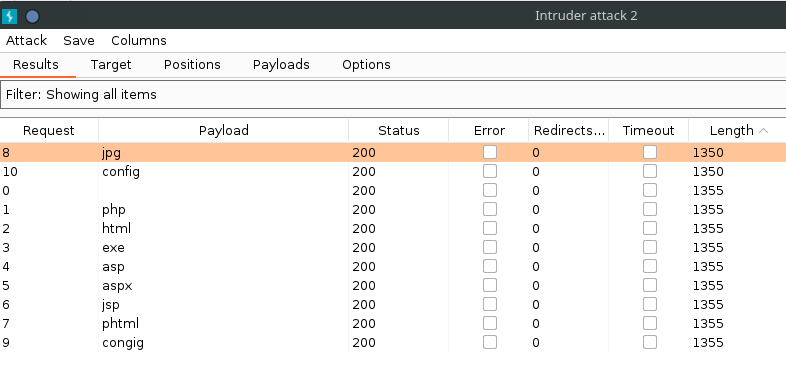 Intruder attack 2
Attack Save Columns
Results Target Positions Payloads Options
Filter: Showing all items
Request Payload Status Error Redirects... Timeout Length
8 jpg 200 0 1350
10 config 200 0 1350
0 200 0 1355
1 php 200 0 1355
2 html 200 0 1355
3 exe 200 0 1355
4 asp 200 0 1355
5 aspx 200 0 1355
6 jsp 200 0 1355
7 phtml 200 0 1355
9 congig 200 0 1355